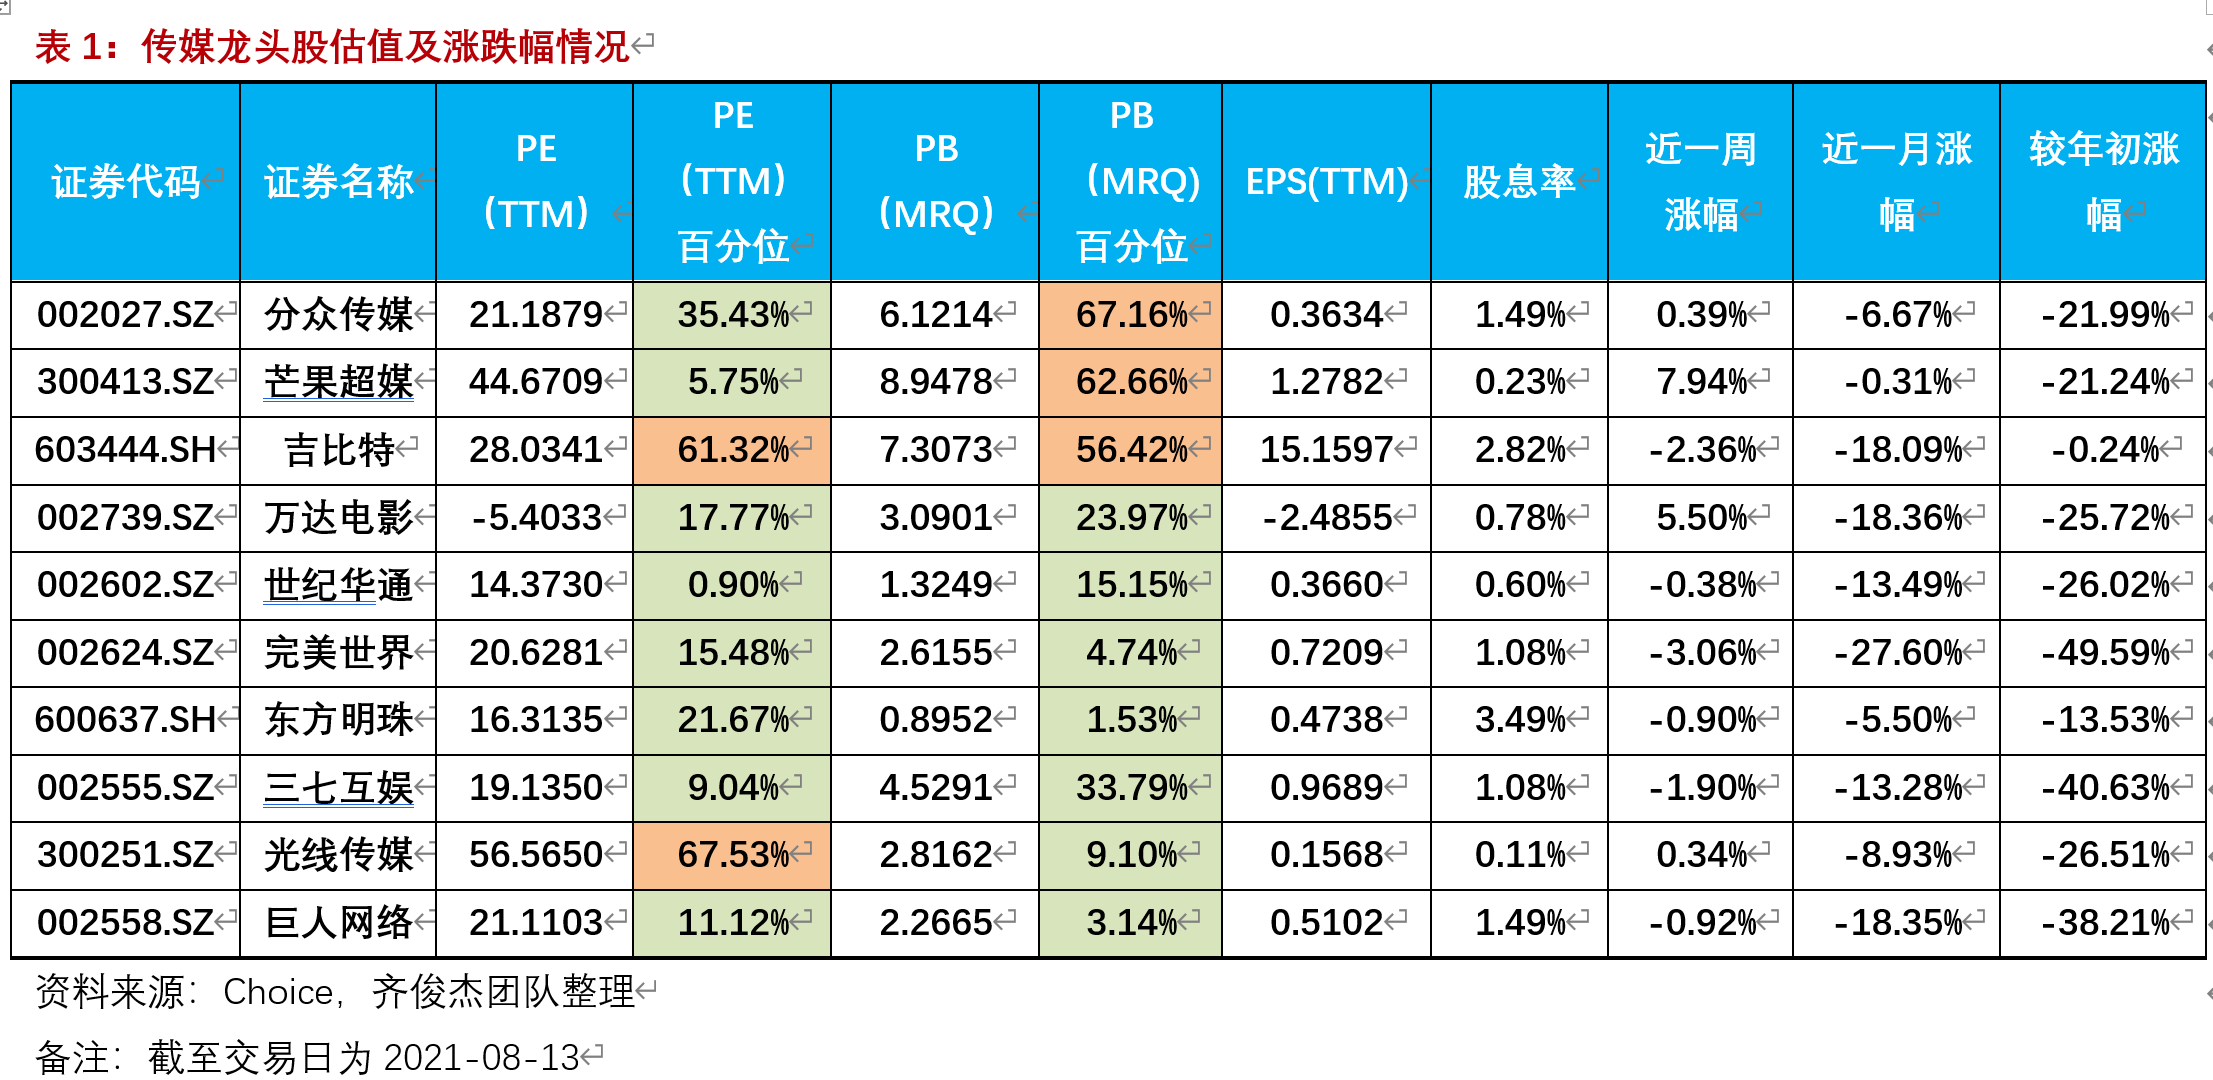 表 1：传媒龙头股估值及涨跌幅情况
证券代码 证券名称 PE（TTM） PE（TTM）百分位 PB（MRQ） PB（MRQ)百分位 EPS(TTM) 股息率 近一周涨幅 近一月涨幅 较年初涨幅
002027.SZ 分众传媒 21.1879 35.43% 6.1214 67.16% 0.3634 1.49% 0.39% -6.67% -21.99%
300413.SZ 芒果超媒 44.6709 5.75% 8.9478 62.66% 1.2782 0.23% 7.94% -0.31% -21.24%
603444.SH 吉比特 28.0341 61.32% 7.3073 56.42% 15.1597 2.82% -2.36% -18.09% -0.24%
002739.SZ 万达电影 -5.4033 17.77% 3.0901 23.97% -2.4855 0.78% 5.50% -18.36% -25.72%
002602.SZ 世纪华通 14.3730 0.90% 1.3249 15.15% 0.3660 0.60% -0.38% -13.49% -26.02%
002624.SZ 完美世界 20.6281 15.48% 2.6155 4.74% 0.7209 1.08% -3.06% -27.60% -49.59%
600637.SH 东方明珠 16.3135 21.67% 0.8952 1.53% 0.4738 3.49% -0.90% -5.50% -13.53%
002555.SZ 三七互娱 19.1350 9.04% 4.5291 33.79% 0.9689 1.08% -1.90% -13.28% -40.63%
300251.SZ 光线传媒 56.5650 67.53% 2.8162 9.10% 0.1568 0.11% 0.34% -8.93% -26.51%
002558.SZ 巨人网络 21.1103 11.12% 2.2665 3.14% 0.5102 1.49% -0.92% -18.35% -38.21%
资料来源：Choice，齐俊杰团队整理
备注：截至交易日为 2021-08-13